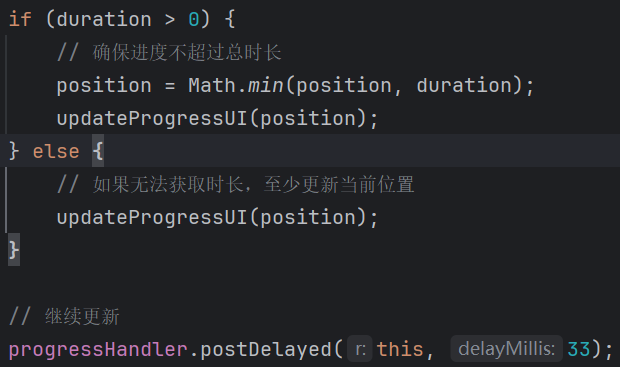 if (duration > 0) {
// 确保进度不超过总时长
position = Math.min(position, duration);
updateProgressUI(position);
} else {
// 如果无法获取时长，至少更新当前位置
updateProgressUI(position);
}
// 继续更新
progressHandler.postDelayed( r: this, delayMillis: 33);